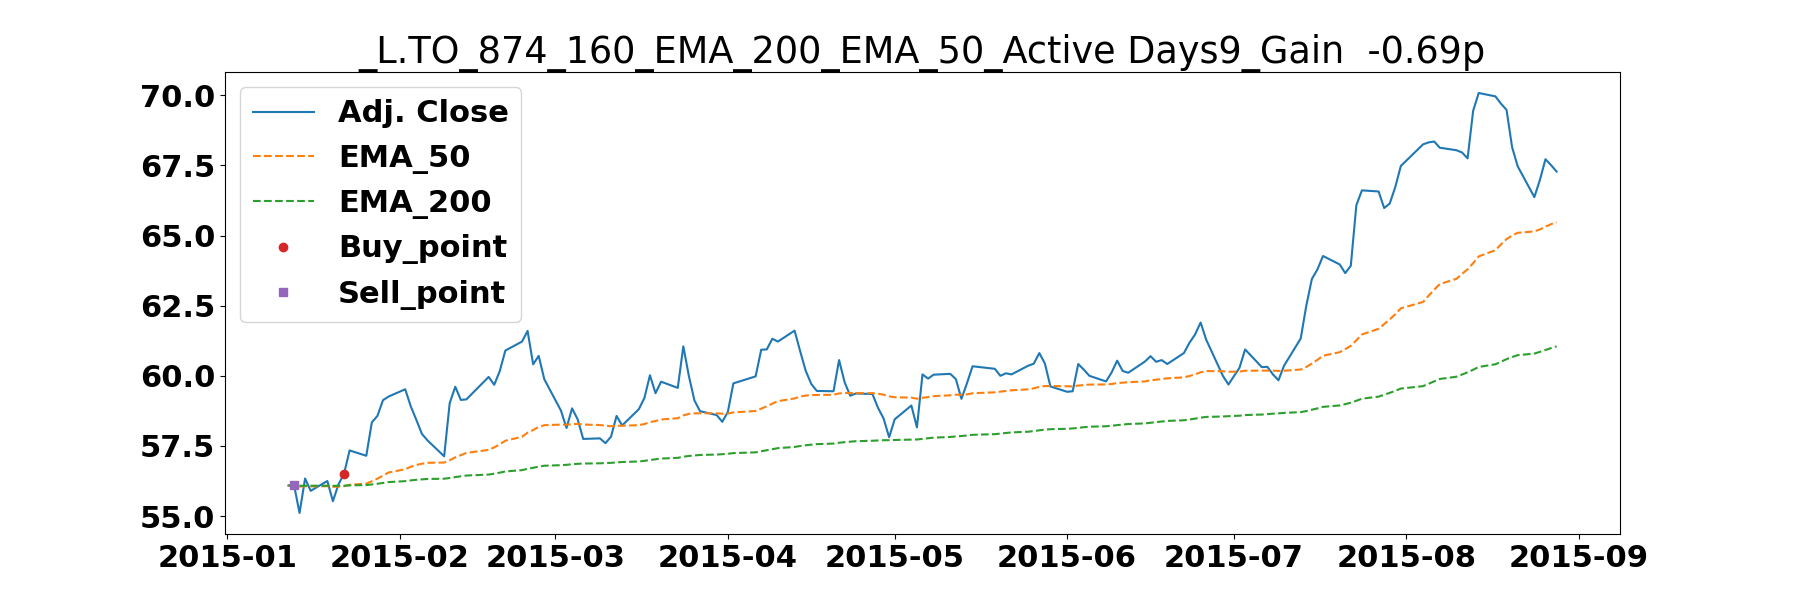 _L.TO_874_160_EMA_200_EMA_50_Active Days9_Gain  -0.69p
70.0
67.5
65.0
62.5
60.0
57.5
55.0
Adj. Close
EMA_50
EMA_200
Buy_point
Sell_point
2015-01 2015-02 2015-03 2015-04 2015-05 2015-06 2015-07 2015-08 2015-09